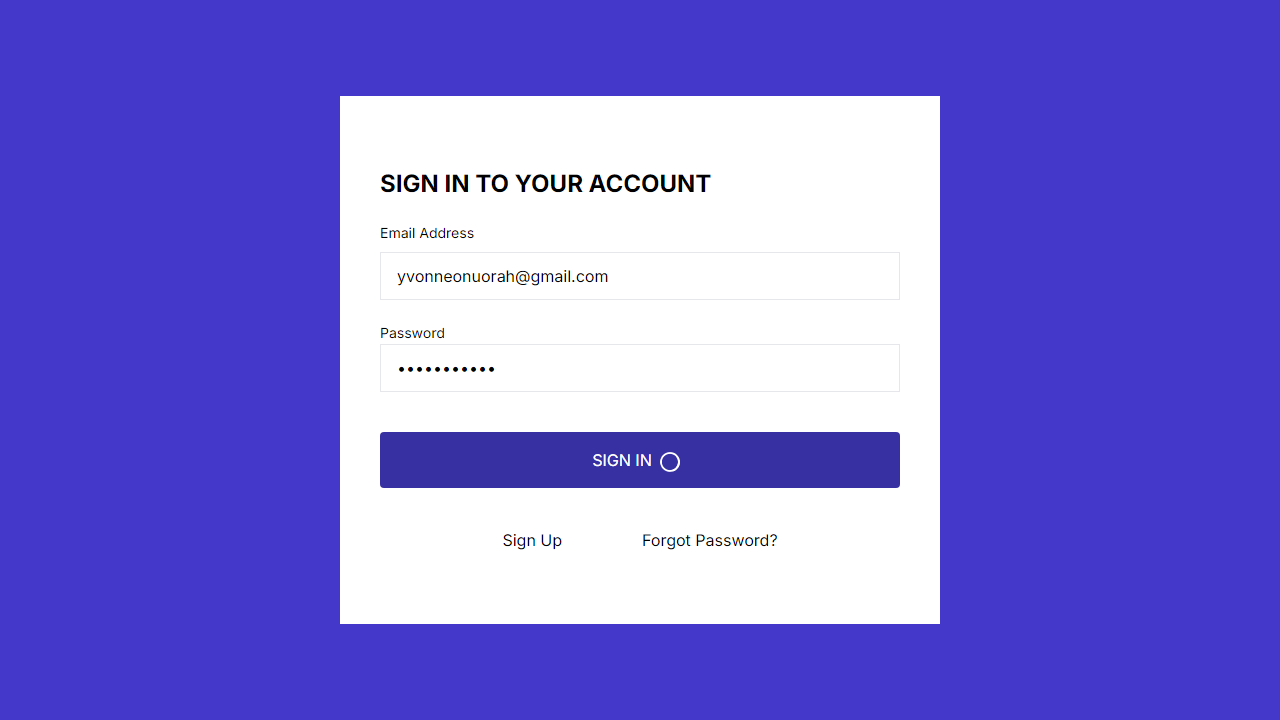 SIGN IN TO YOUR ACCOUNT
Email Address
yvonneonuorah@gmail.com
Password
•••••••••••
SIGN IN
Sign Up Forgot Password?